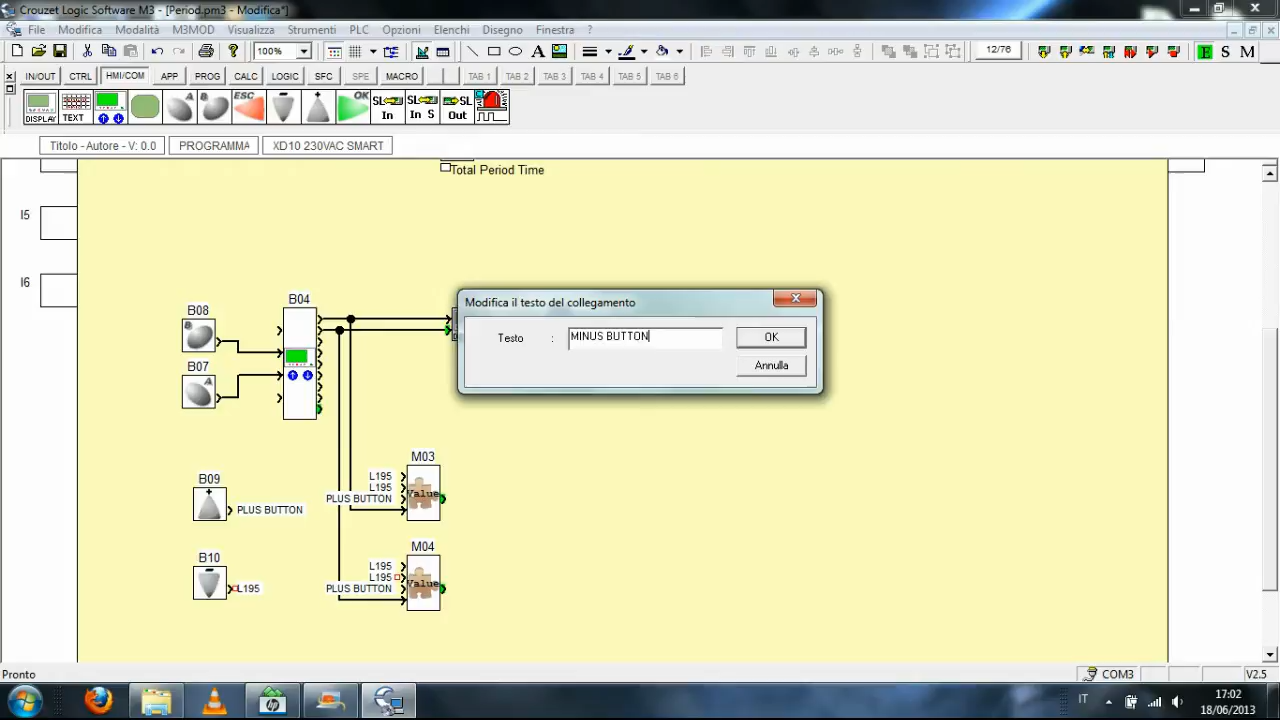 Crouzet Logic Software M3 - [Period.pm3 - Modifica*]
File Modifica Modalità M3MOD Visualizza Strumenti PLC Opzioni Elenchi Disegno Finestra ?
100% A 12/76 E S M
IN/OUT CTRL HMI/COM APP PROG CALC LOGIC SFC SPE MACRO TAB 1 TAB 2 TAB 3 TAB 4 TAB 5 TAB 6
DISPLAY TEXT A B ESC OK SL In SL In S SL Out
Titolo - Autore - V: 0.0 PROGRAMMA XD10 230VAC SMART
Total Period Time
I5
I6
B08
B
B07
A
B04
Modifica il testo del collegamento
Testo : MINUS BUTTON
OK
Annulla
M03
L195
L195
PLUS BUTTON
Value
B09
PLUS BUTTON
M04
L195
L195
PLUS BUTTON
Value
B10
L195
Pronto COM3 V2.5
IT 17:02
18/06/2013